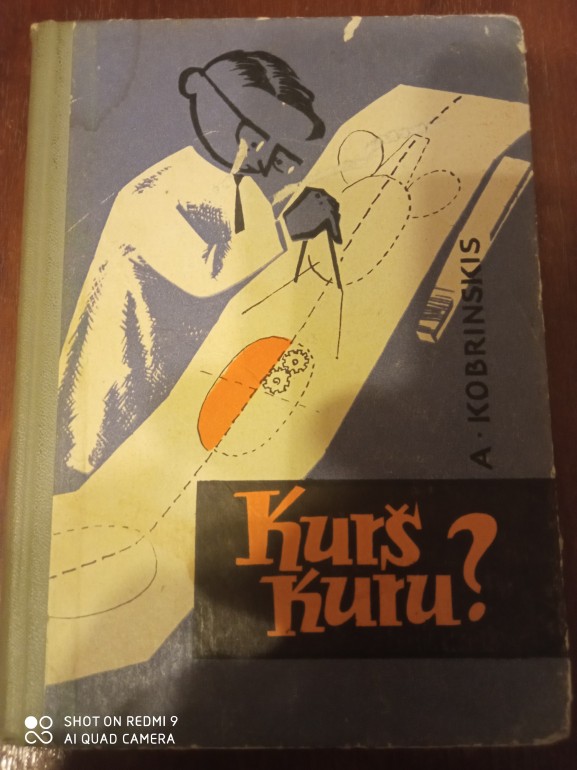 A. KOBRINSKIS
Kurš
kuru?
SHOT ON REDMI 9
AI QUAD CAMERA